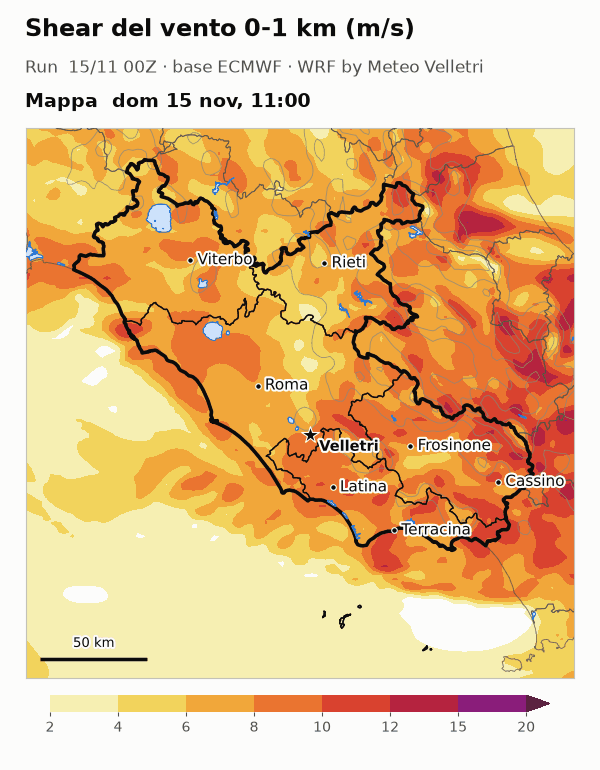 Shear del vento 0-1 km (m/s)
Run  15/11 00Z · base ECMWF · WRF by Meteo Velletri
Mappa  dom 15 nov, 11:00
Viterbo
Rieti
Roma
Velletri
Frosinone
Latina
Cassino
Terracina
50 km
2 4 6 8 10 12 15 20